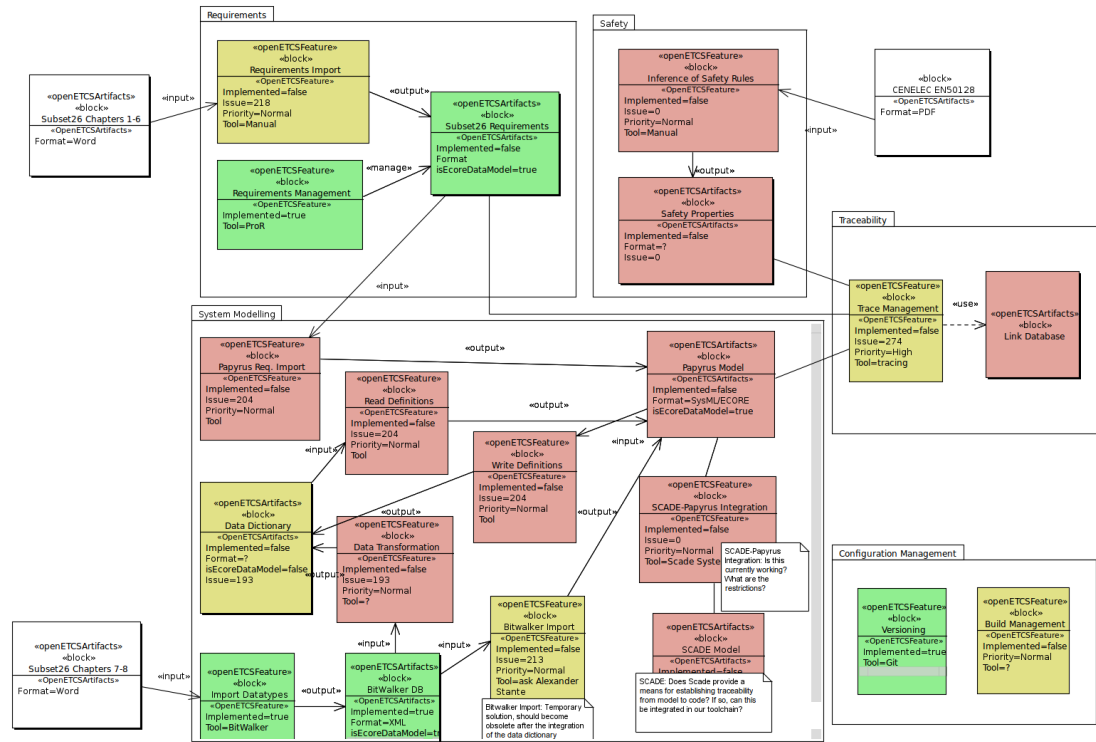 Requirements
«openETCSFeature»
«block»
Requirements Import
«OpenETCSFeature»
Implemented=false
Issue=218
Priority=Normal
Tool=Manual
«openETCSArtifacts»
«block»
Subset26 Chapters 1-6
«OpenETCSArtifacts»
Format=Word
«input»
«output»
«openETCSArtifacts»
«block»
Subset26 Requirements
«OpenETCSArtifacts»
Implemented=false
Format
isEcoreDataModel=true
«manage»
«openETCSFeature»
«block»
Requirements Management
«OpenETCSFeature»
Implemented=true
Tool=ProR
«input»
Safety
«openETCSFeature»
«block»
Inference of Safety Rules
«OpenETCSFeature»
Implemented=false
Issue=0
Priority=Normal
Tool=Manual
«block»
CENELEC EN50128
«OpenETCSArtifacts»
Format=PDF
«input»
«output»
«openETCSArtifacts»
«block»
Safety Properties
«OpenETCSArtifacts»
Implemented=false
Format=?
Issue=0
Traceability
«openETCSFeature»
«block»
Trace Management
«OpenETCSFeature»
Implemented=false
Issue=274
Priority=High
Tool=tracing
«use»
«openETCSArtifacts»
«block»
Link Database
System Modelling
«openETCSFeature»
«block»
Papyrus Req. Import
«OpenETCSFeature»
Implemented=false
Issue=204
Priority=Normal
Tool
«output»
«openETCSFeature»
«block»
Read Definitions
«OpenETCSFeature»
Implemented=false
Issue=204
Priority=Normal
Tool
«output»
«openETCSArtifacts»
«block»
Papyrus Model
«OpenETCSArtifacts»
Implemented=false
Format=SysML/ECORE
isEcoreDataModel=true
«input»
«input»
«openETCSFeature»
«block»
Write Definitions
«OpenETCSFeature»
Implemented=false
Issue=204
Priority=Normal
Tool
«output»
«output»
«openETCSArtifacts»
«block»
Data Dictionary
«OpenETCSArtifacts»
Implemented=false
Format=?
isEcoreDataModel=false
Issue=193
«output»
«openETCSFeature»
«block»
Data Transformation
«OpenETCSFeature»
Implemented=false
Issue=193
Priority=Normal
Tool=?
«openETCSFeature»
«block»
SCADE-Papyrus Integration
«OpenETCSFeature»
Implemented=false
Issue=0
Priority=Normal
Tool=Scade System
SCADE-Papyrus
Integration: Is this
currently working?
What are the
restrictions?
«input»
«input»
«openETCSFeature»
«block»
Bitwalker Import
«OpenETCSFeature»
Implemented=false
Issue=213
Priority=Normal
Tool=ask Alexander
Stante
Bitwalker Import: Temporary
solution, should become
obsolete after the integration
of the data dictionary
«openETCSArtifacts»
«block»
SCADE Model
«OpenETCSArtifacts»
Implemented=false
SCADE: Does Scade provide a
means for establishing traceability
from model to code? If so, can this
be integrated in our toolchain?
«openETCSArtifacts»
«block»
Subset26 Chapters 7-8
«OpenETCSArtifacts»
Format=Word
«input»
«openETCSFeature»
«block»
Import Datatypes
«OpenETCSFeature»
Implemented=true
Tool=BitWalker
«output»
«openETCSArtifacts»
«block»
BitWalker DB
«OpenETCSArtifacts»
Implemented=true
Format=XML
isEcoreDataModel=tr
Configuration Management
«openETCSFeature»
«block»
Versioning
«OpenETCSFeature»
Implemented=true
Tool=Git
«openETCSFeature»
«block»
Build Management
«OpenETCSFeature»
Implemented=false
Priority=Normal
Tool=?